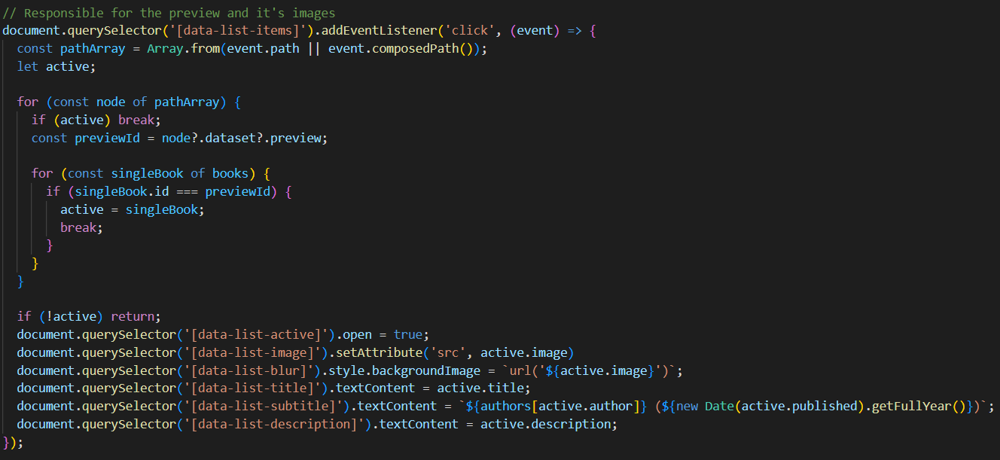 // Responsible for the preview and it's images
document.querySelector('[data-list-items]').addEventListener('click', (event) => {
  const pathArray = Array.from(event.path || event.composedPath());
  let active;

  for (const node of pathArray) {
    if (active) break;
    const previewId = node?.dataset?.preview;

    for (const singleBook of books) {
      if (singleBook.id === previewId) {
        active = singleBook;
        break;
      }
    }
  }

  if (!active) return;
  document.querySelector('[data-list-active]').open = true;
  document.querySelector('[data-list-image]').setAttribute('src', active.image)
  document.querySelector('[data-list-blur]').style.backgroundImage = `url('${active.image}')`;
  document.querySelector('[data-list-title]').textContent = active.title;
  document.querySelector('[data-list-subtitle]').textContent = `${authors[active.author]} (${new Date(active.published).getFullYear()})`;
  document.querySelector('[data-list-description]').textContent = active.description;
});